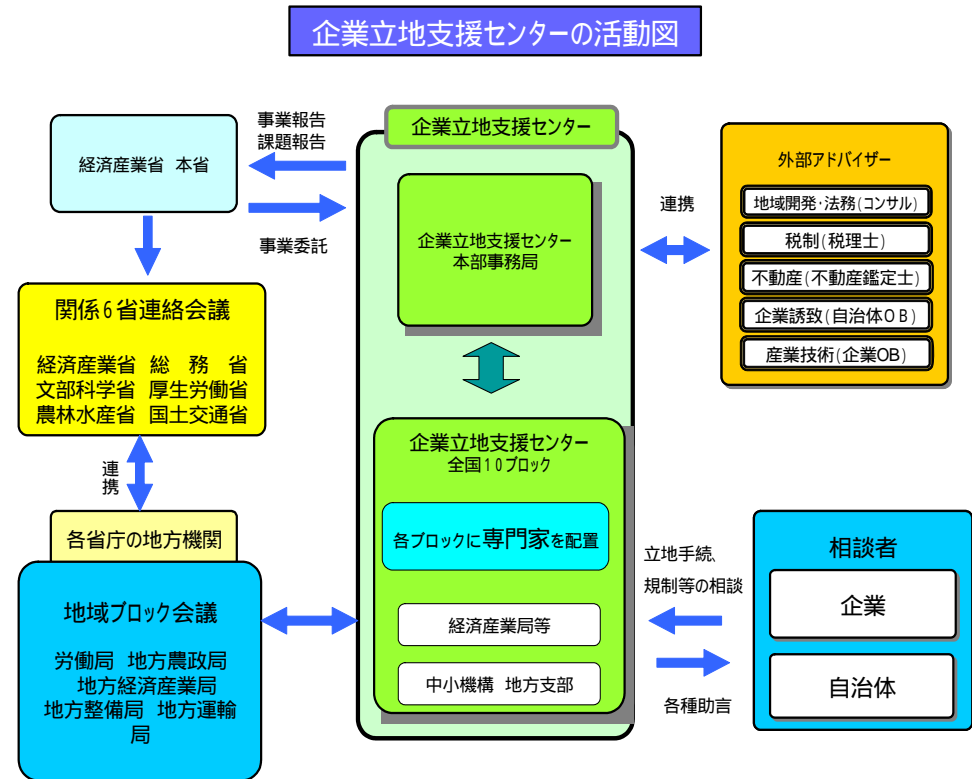 企業立地支援センターの活動図
経済産業省 本省
事業報告
課題報告
事業委託
関係6省連絡会議
経済産業省 総 務 省
文部科学省 厚生労働省
農林水産省 国土交通省
連
携
各省庁の地方機関
地域ブロック会議
労働局 地方農政局
地方経済産業局
地方整備局 地方運輸
局
企業立地支援センター
企業立地支援センター
本部事務局
企業立地支援センター
全国10ブロック
各ブロックに専門家を配置
経済産業局等
中小機構 地方支部
連携
外部アドバイザー
地域開発・法務(コンサル)
税制(税理士)
不動産(不動産鑑定士)
企業誘致(自治体OB)
産業技術(企業OB)
立地手続、
規制等の相談
各種助言
相談者
企業
自治体